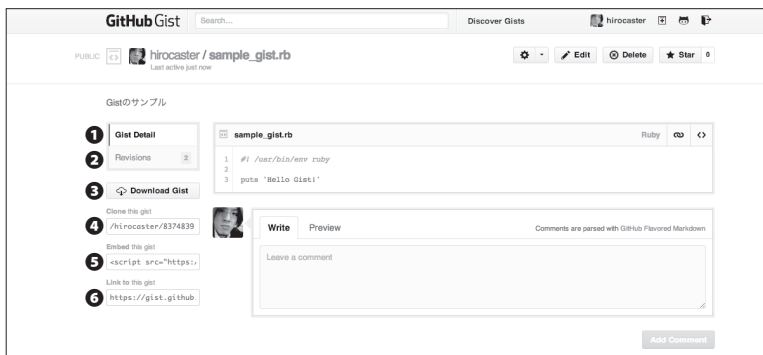 GitHub Gist Search... Discover Gists hirocaster
PUBLIC hirocaster / sample_gist.rb Edit Delete Star 0
Last active just now
Gistのサンプル
1 Gist Detail
2 Revisions 2
3 Download Gist
4 Clone this gist
/hirocaster/8374839
5 Embed this gist
<script src="https:/
6 Link to this gist
https://gist.github.
sample_gist.rb Ruby <>
1 #! /usr/bin/env ruby
2
3 puts 'Hello Gist!'
Write Preview Comments are parsed with GitHub Flavored Markdown
Leave a comment
Add Comment